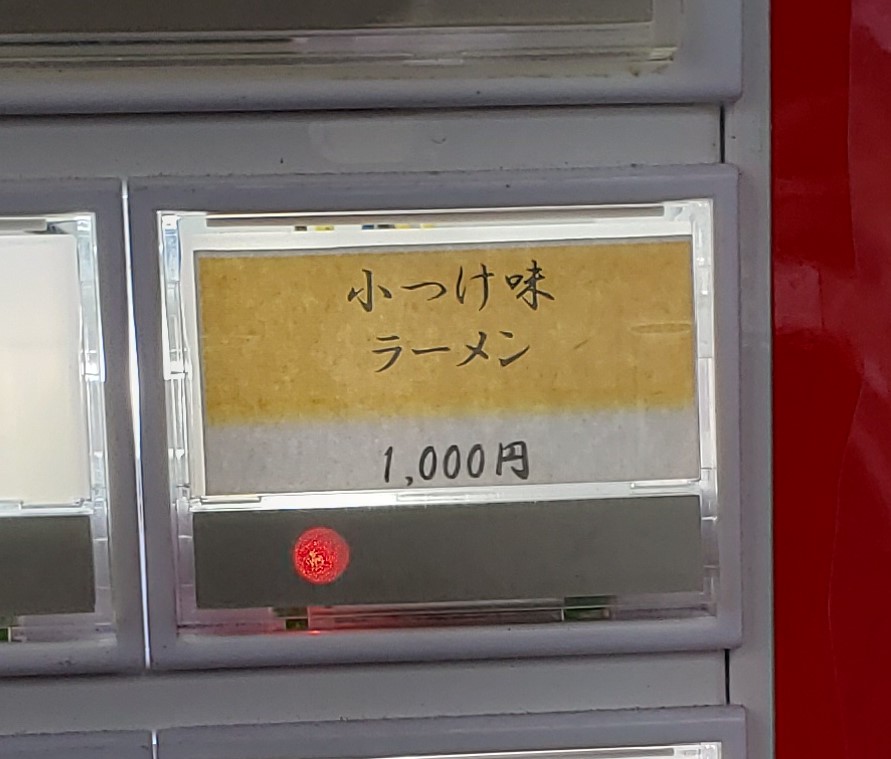 小つけ味
ラーメン
1,000円